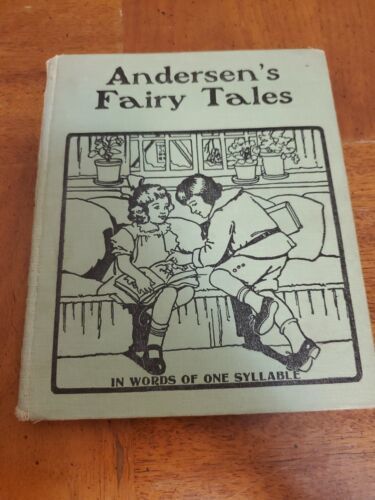 Andersen's
Fairy Tales
IN WORDS OF ONE SYLLABLE